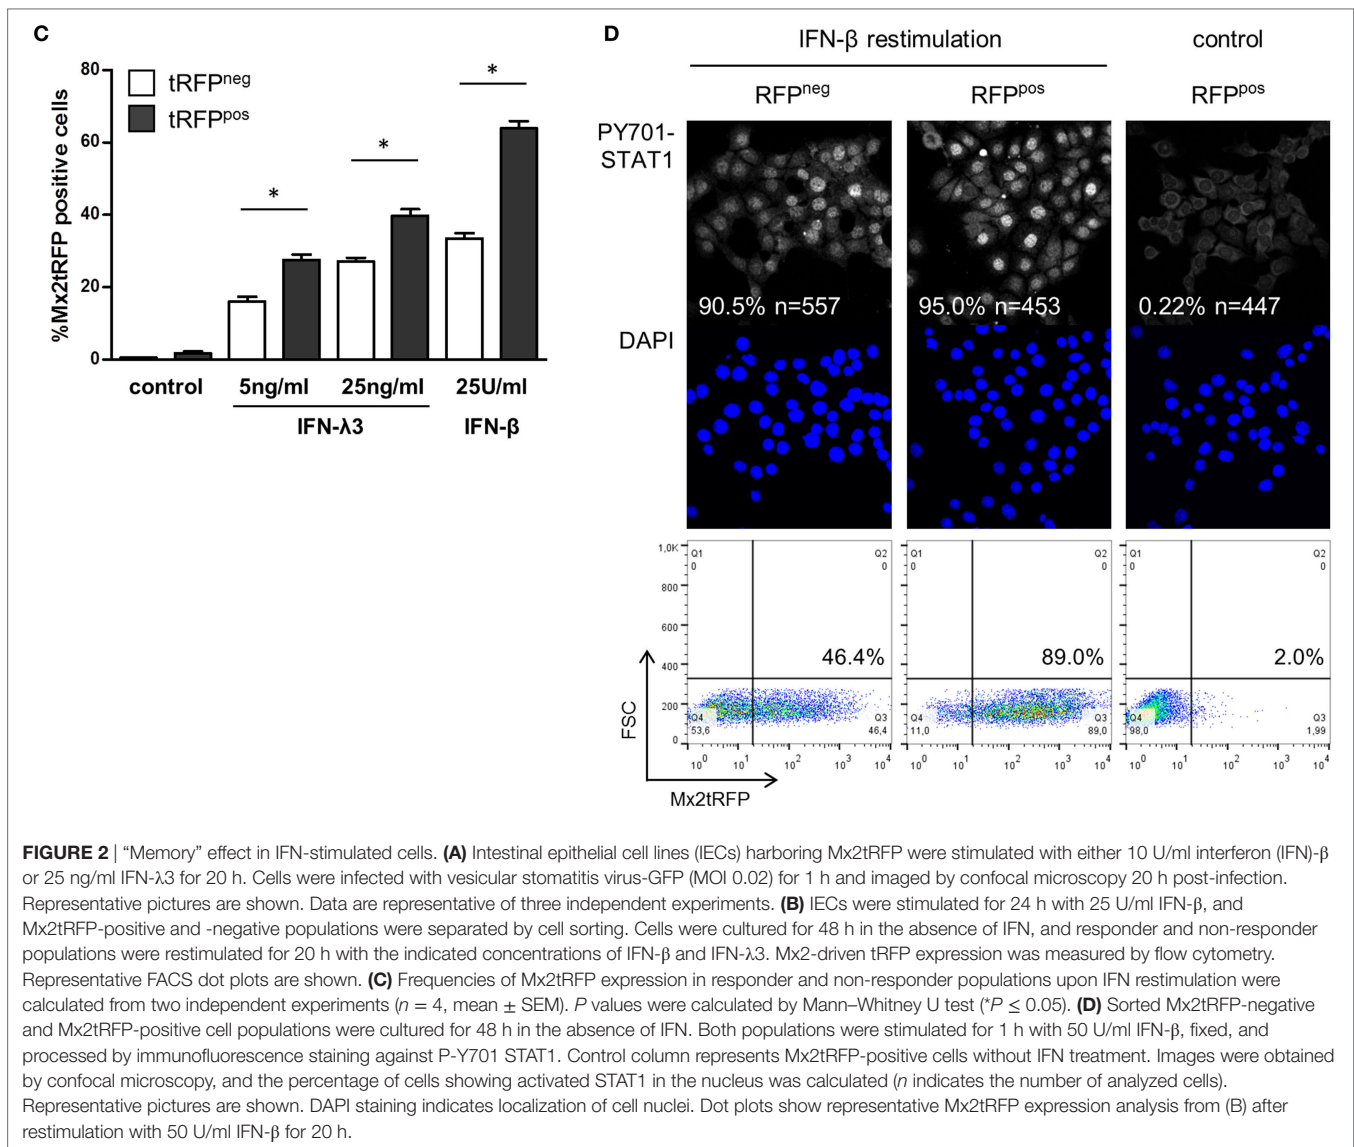 C
80
60
40
20
0
%Mx2tRFP positive cells
tRFPneg
tRFPpos
*
*
*
control
5ng/ml
25ng/ml
25U/ml
IFN-λ3
IFN-β
D
IFN-β restimulation
control
RFPneg
RFPpos
RFPpos
PY701-
STAT1
90.5% n=557
95.0% n=453
0.22% n=447
DAPI
1,0K
800
600
400
200
0
Q1
0
Q2
0
46.4%
Q4
53,6
Q3
46,4
100
101
102
103
104
Q1
0
Q2
0
89.0%
Q4
11,0
Q3
89,0
100
101
102
103
104
Q1
0
Q2
0
2.0%
Q4
98,0
Q3
1,99
100
101
102
103
104
FSC
Mx2tRFP
FIGURE 2 | “Memory” effect in IFN-stimulated cells. (A) Intestinal epithelial cell lines (IECs) harboring Mx2tRFP were stimulated with either 10 U/ml interferon (IFN)-β
or 25 ng/ml IFN-λ3 for 20 h. Cells were infected with vesicular stomatitis virus-GFP (MOI 0.02) for 1 h and imaged by confocal microscopy 20 h post-infection.
Representative pictures are shown. Data are representative of three independent experiments. (B) IECs were stimulated for 24 h with 25 U/ml IFN-β, and
Mx2tRFP-positive and -negative populations were separated by cell sorting. Cells were cultured for 48 h in the absence of IFN, and responder and non-responder
populations were restimulated for 20 h with the indicated concentrations of IFN-β and IFN-λ3. Mx2-driven tRFP expression was measured by flow cytometry.
Representative FACS dot plots are shown. (C) Frequencies of Mx2tRFP expression in responder and non-responder populations upon IFN restimulation were
calculated from two independent experiments (n = 4, mean ± SEM). P values were calculated by Mann–Whitney U test (*P ≤ 0.05). (D) Sorted Mx2tRFP-negative
and Mx2tRFP-positive cell populations were cultured for 48 h in the absence of IFN. Both populations were stimulated for 1 h with 50 U/ml IFN-β, fixed, and
processed by immunofluorescence staining against P-Y701 STAT1. Control column represents Mx2tRFP-positive cells without IFN treatment. Images were obtained
by confocal microscopy, and the percentage of cells showing activated STAT1 in the nucleus was calculated (n indicates the number of analyzed cells).
Representative pictures are shown. DAPI staining indicates localization of cell nuclei. Dot plots show representative Mx2tRFP expression analysis from (B) after
restimulation with 50 U/ml IFN-β for 20 h.